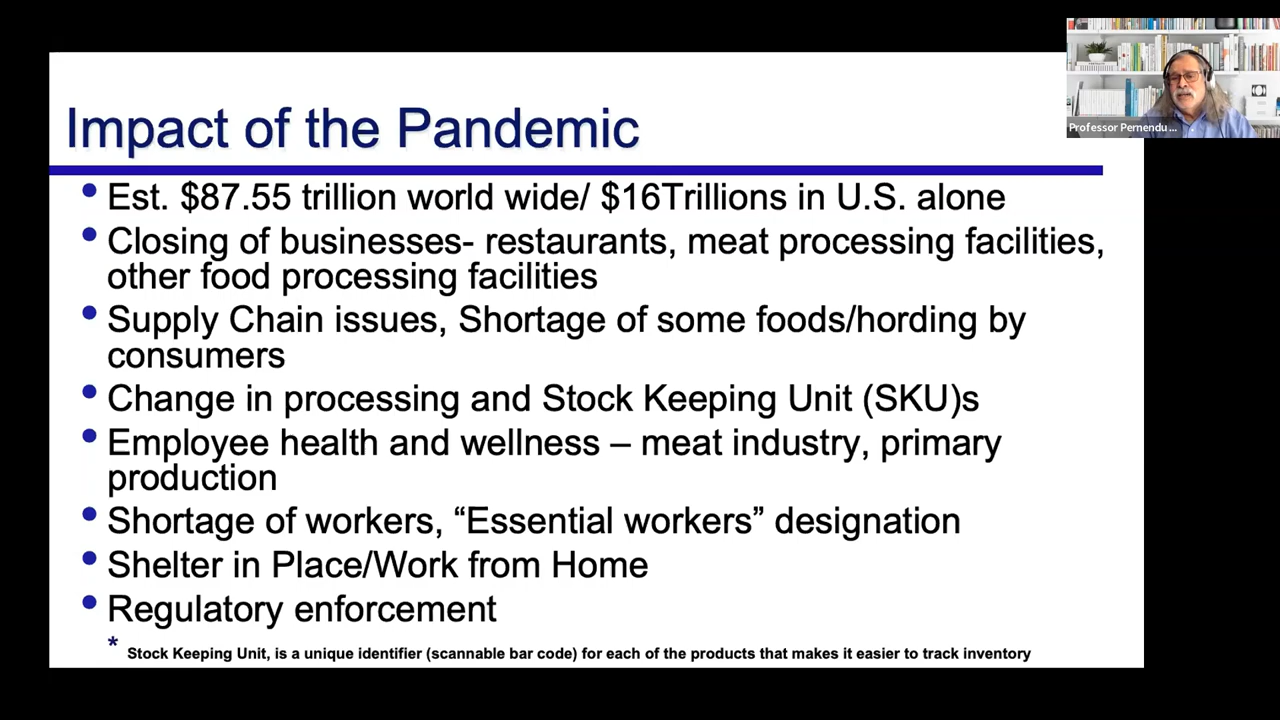 Professor Pernendu ...
Impact of the Pandemic
• Est. $87.55 trillion world wide/ $16Trillions in U.S. alone
• Closing of businesses- restaurants, meat processing facilities,
other food processing facilities
• Supply Chain issues, Shortage of some foods/hording by
consumers
• Change in processing and Stock Keeping Unit (SKU)s
• Employee health and wellness – meat industry, primary
production
• Shortage of workers, “Essential workers” designation
• Shelter in Place/Work from Home
• Regulatory enforcement
* Stock Keeping Unit, is a unique identifier (scannable bar code) for each of the products that makes it easier to track inventory